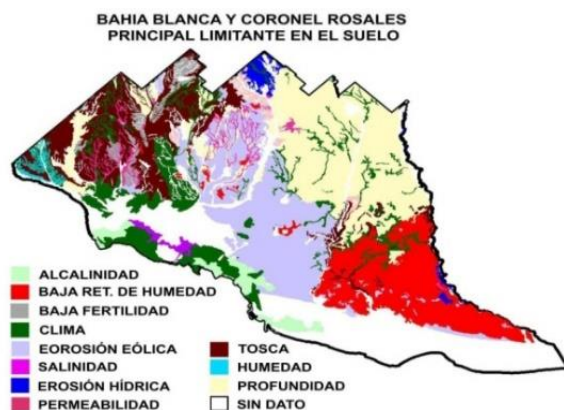 BAHIA BLANCA Y CORONEL ROSALES
PRINCIPAL LIMITANTE EN EL SUELO
ALCALINIDAD
BAJA RET. DE HUMEDAD
BAJA FERTILIDAD
CLIMA
EOROSIÓN EÓLICA
SALINIDAD
EROSIÓN HÍDRICA
PERMEABILIDAD
TOSCA
HUMEDAD
PROFUNDIDAD
SIN DATO